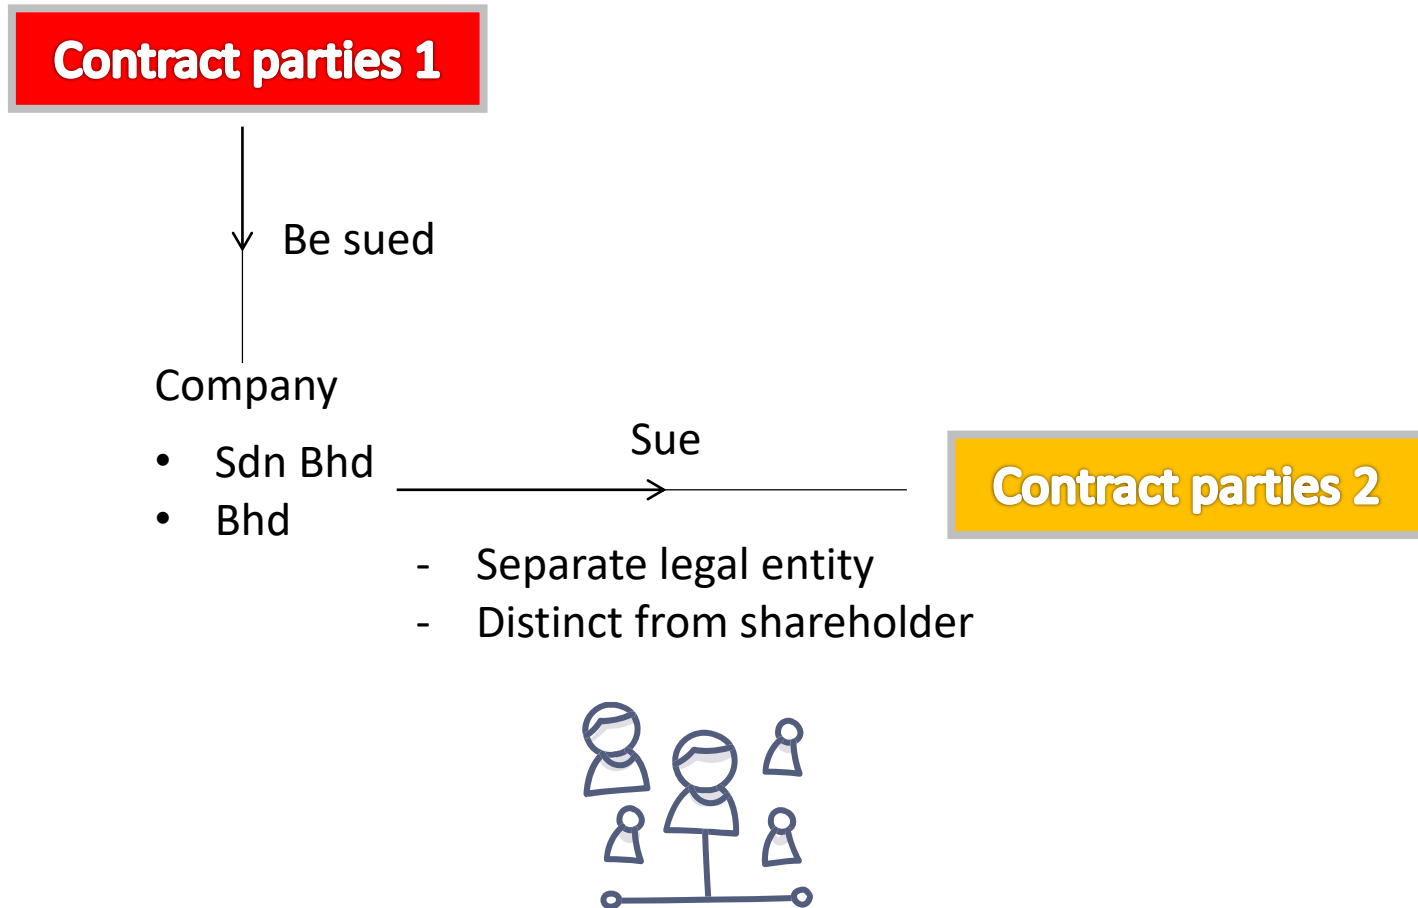 Contract parties 1
Be sued
Company
• Sdn Bhd
• Bhd
Sue
Contract parties 2
- Separate legal entity
- Distinct from shareholder